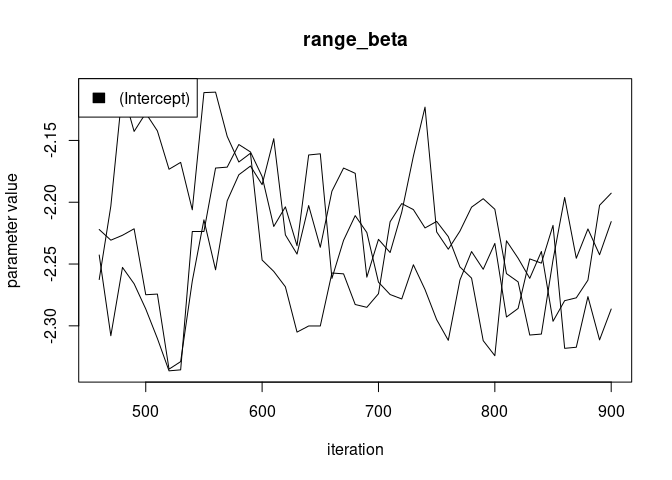 range_beta
(Intercept)
parameter value
-2.15
-2.20
-2.25
-2.30
500 600 700 800 900
iteration